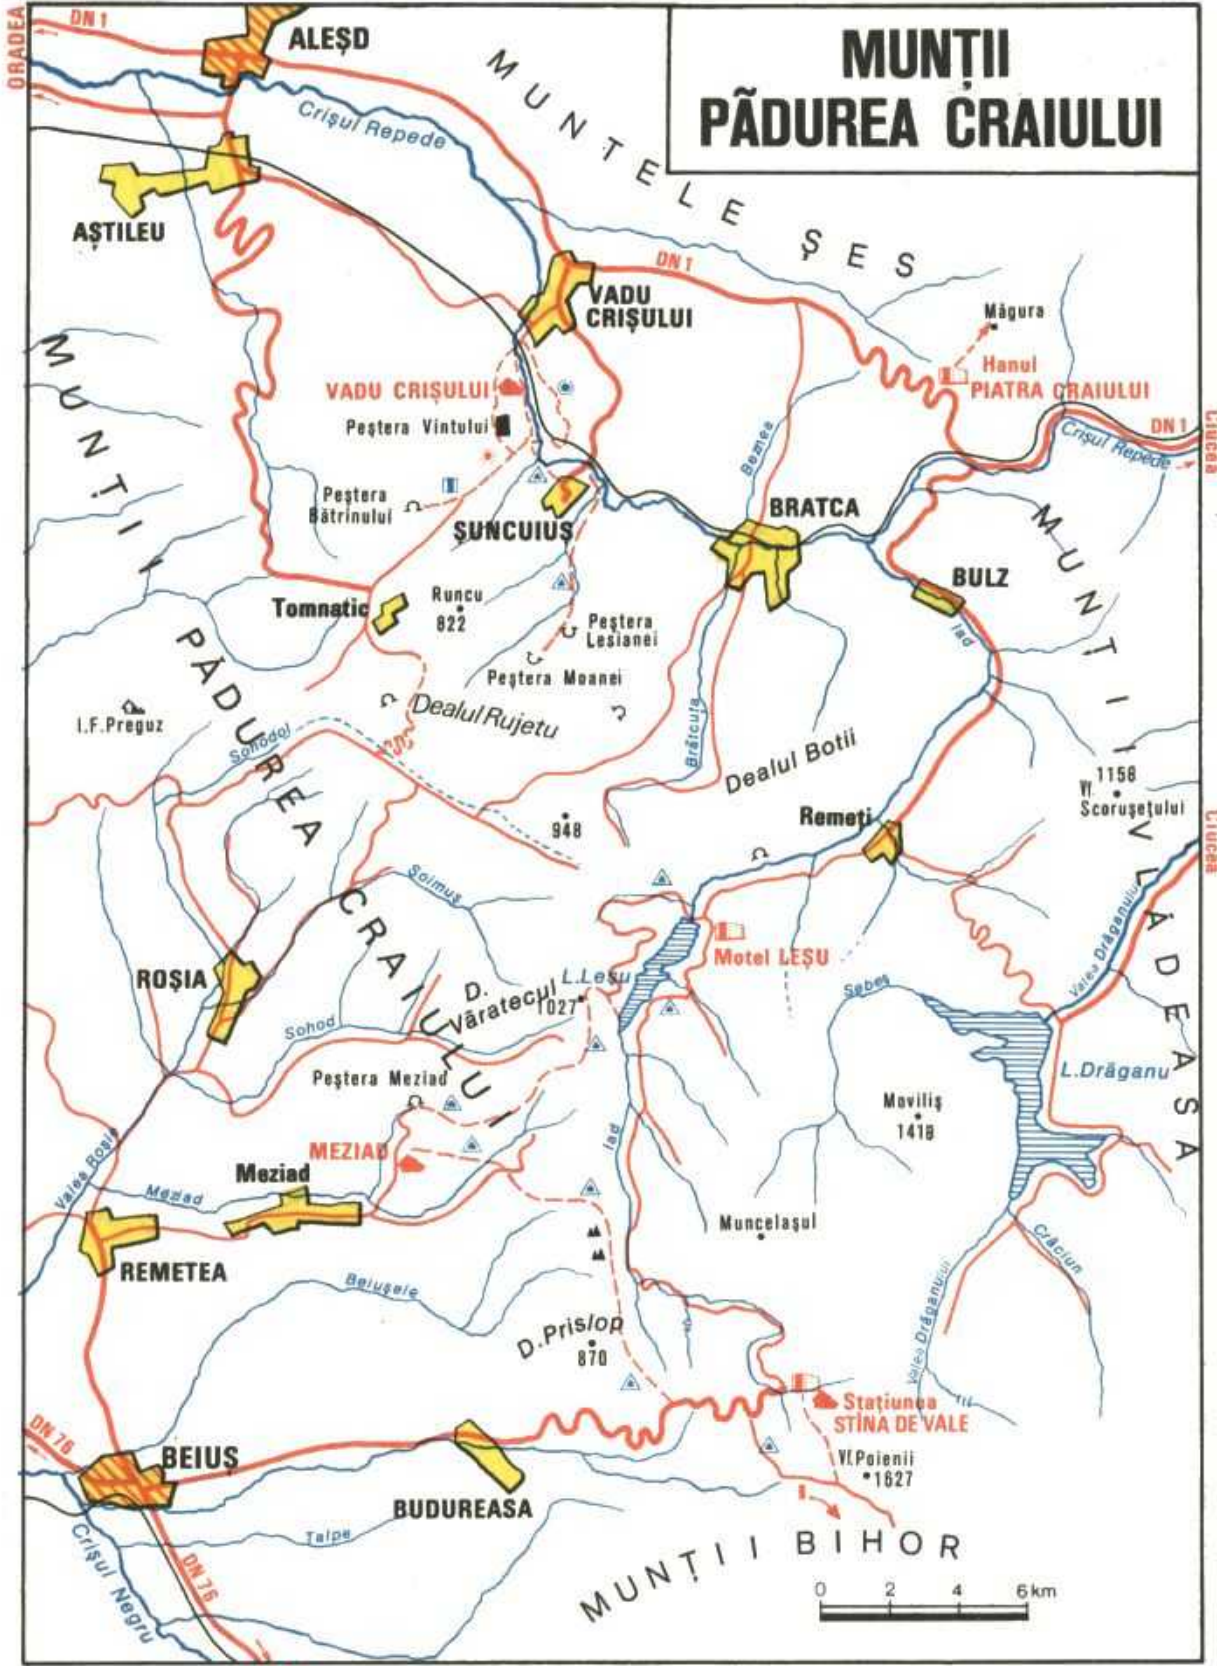 MUNȚII
PĂDUREA CRAIULUI
ORADEA
DN 1
ALEȘD
Crișul Repede
MUNTELE ȘES
AȘTILEU
VADU
CRIȘULUI
DN 1
Măgura
Hanul
PIATRA CRAIULUI
VADU CRIȘULUI
Peștera Vintului
DN 1
Ciucea
Crișul Repede
Beznea
Peștera
Bătrinului
ȘUNCUIUȘ
BRATCA
BULZ
MUNȚII PĂDUREA CRAIULUI
MUNȚII VLĂDEASA
Tomnatic
Runcu
822
Peștera
Lesianei
Iad
Peștera Moanei
I.F.Preguz
Dealul Rujetu
Sohodol
Brătcuța
Dealul Botii
1158
Vf.
Scorușețului
948
Remeți
Ciucea
Șoimuș
Valea Drăganului
Motel LEȘU
ROȘIA
D.
Văratecul
1027
L.Leșu
Sebeș
Sohod
L.Drăganu
Peștera Meziad
Moviliș
1418
Iad
MEZIAD
Valea Roșie
Meziad
Meziad
Muncelașul
REMETEA
Crăciun
Beiușele
Valea Drăganului
D.Prislop
870
Stațiunea
STÎNA DE VALE
DN 76
BEIUȘ
Vf.Poienii
1627
BUDUREASA
Talpe
Crișul Negru
DN 76
MUNȚII BIHOR
0 2 4 6 km